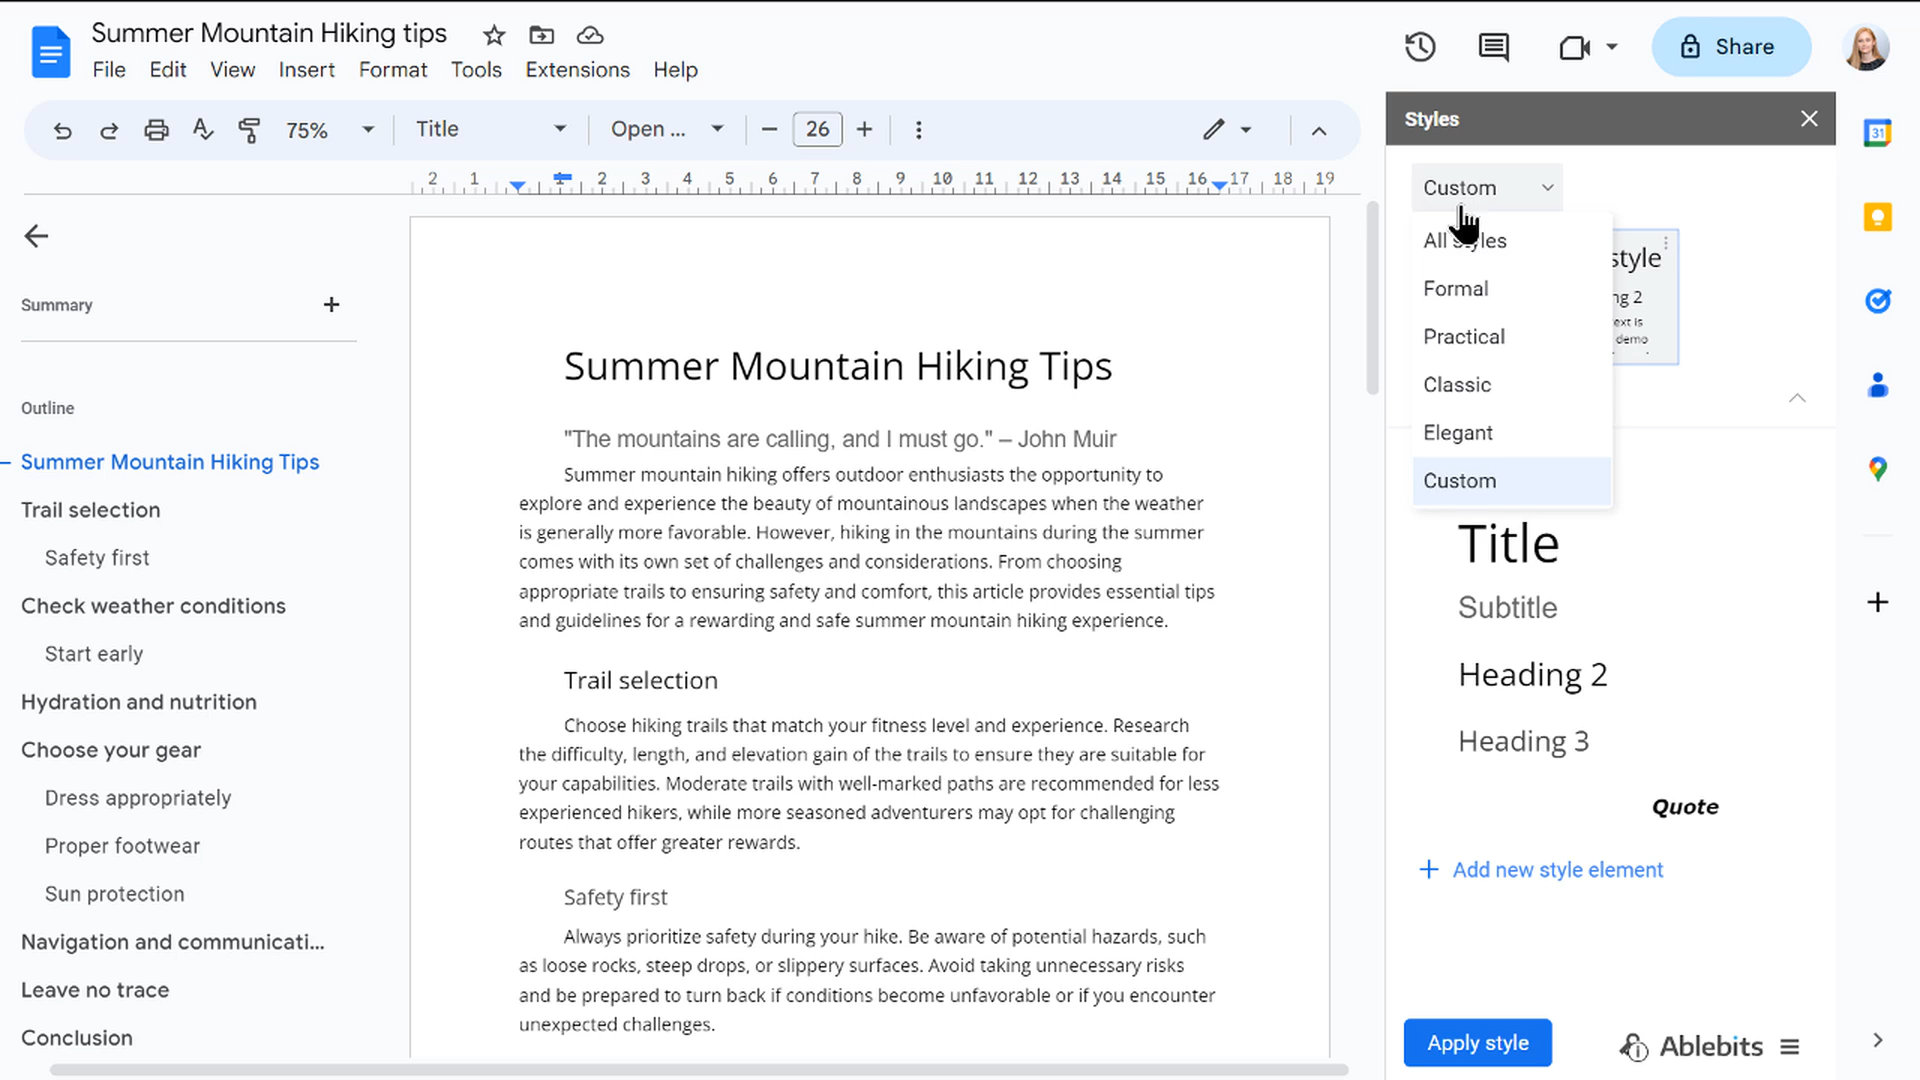 Summer Mountain Hiking tips
File Edit View Insert Format Tools Extensions Help
Share
75% Title Open ... 26
2 1 1 2 3 4 5 6 7 8 9 10 11 12 13 14 15 16 17 18 19
Summary
Outline
Summer Mountain Hiking Tips
Trail selection
Safety first
Check weather conditions
Start early
Hydration and nutrition
Choose your gear
Dress appropriately
Proper footwear
Sun protection
Navigation and communicati...
Leave no trace
Conclusion
Summer Mountain Hiking Tips
"The mountains are calling, and I must go." – John Muir
Summer mountain hiking offers outdoor enthusiasts the opportunity to
explore and experience the beauty of mountainous landscapes when the weather
is generally more favorable. However, hiking in the mountains during the summer
comes with its own set of challenges and considerations. From choosing
appropriate trails to ensuring safety and comfort, this article provides essential tips
and guidelines for a rewarding and safe summer mountain hiking experience.
Trail selection
Choose hiking trails that match your fitness level and experience. Research
the difficulty, length, and elevation gain of the trails to ensure they are suitable for
your capabilities. Moderate trails with well-marked paths are recommended for less
experienced hikers, while more seasoned adventurers may opt for challenging
routes that offer greater rewards.
Safety first
Always prioritize safety during your hike. Be aware of potential hazards, such
as loose rocks, steep drops, or slippery surfaces. Avoid taking unnecessary risks
and be prepared to turn back if conditions become unfavorable or if you encounter
unexpected challenges.
Styles
Custom
All styles
Formal
Practical
Classic
Elegant
Custom
style
ng 2
ext is
demo
Title
Subtitle
Heading 2
Heading 3
Quote
+ Add new style element
Apply style
Ablebits
31